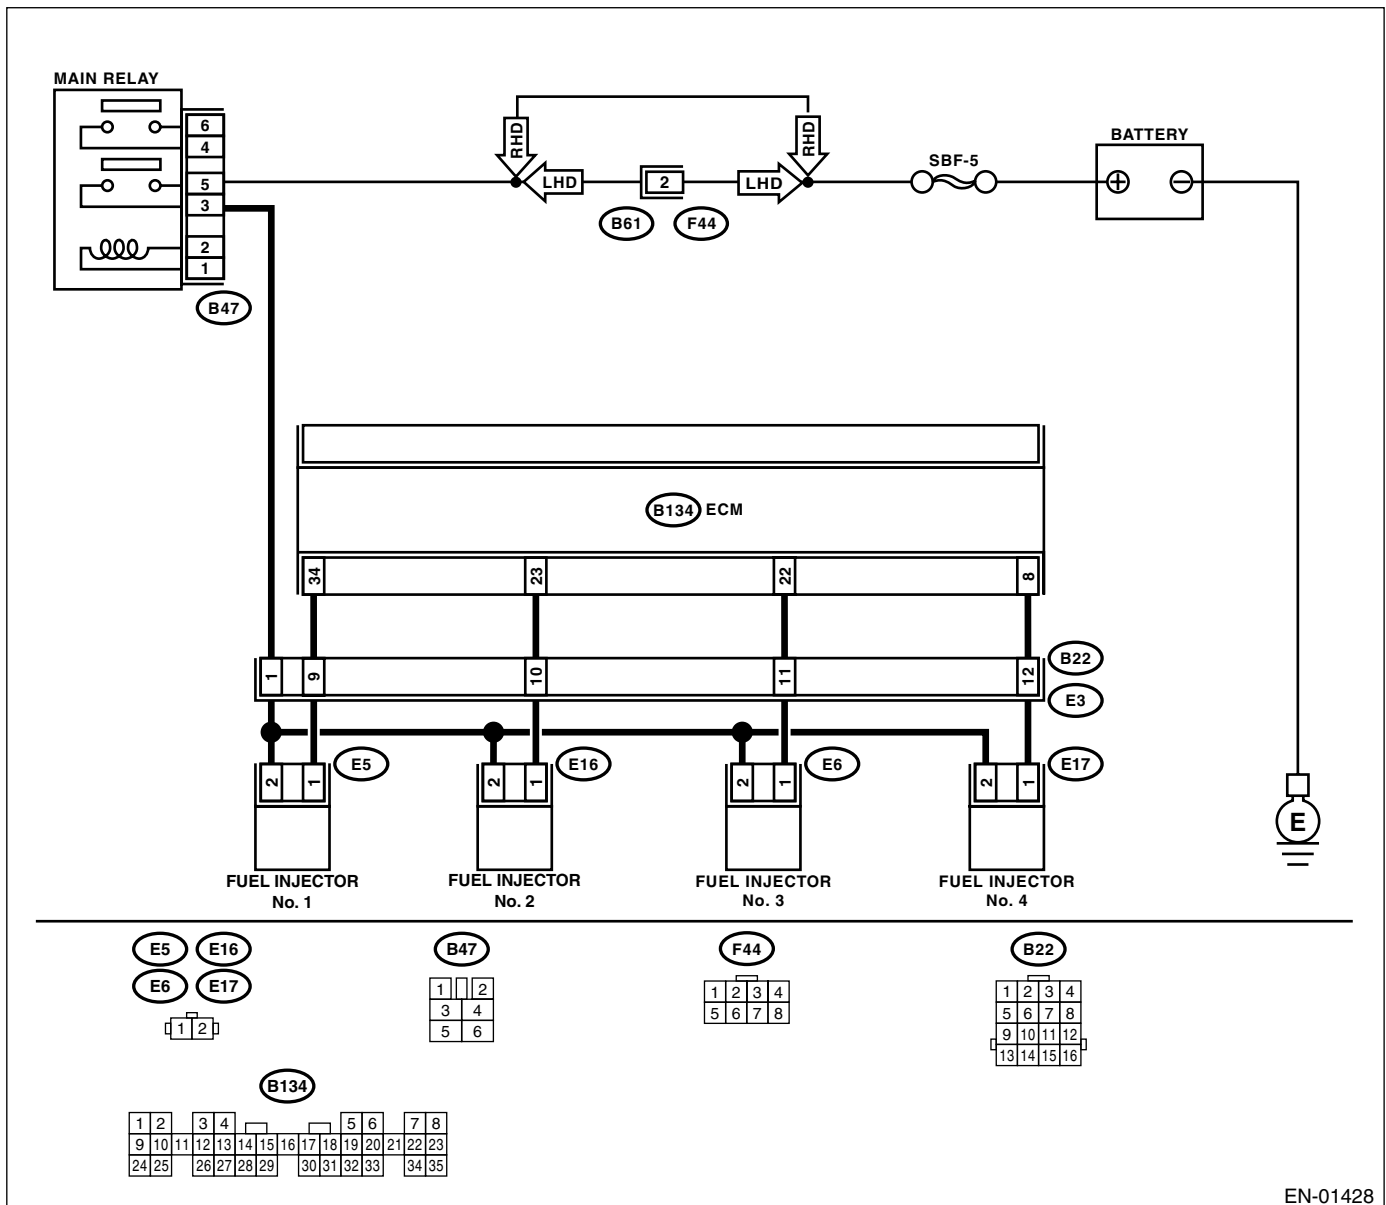 MAIN RELAY
6
4
5
3
2
1
B47
RHD
LHD
2
B61
F44
LHD
RHD
SBF-5
BATTERY
+
−
B134 ECM
34
23
22
8
1
9
10
11
12
B22
E3
2
1
E5
2
1
E16
2
1
E6
2
1
E17
E
FUEL INJECTOR
No. 1
FUEL INJECTOR
No. 2
FUEL INJECTOR
No. 3
FUEL INJECTOR
No. 4
E5 E16
E6 E17
1 2
B47
1 2
3 4
5 6
F44
1 2 3 4
5 6 7 8
B22
1 2 3 4
5 6 7 8
9 10 11 12
13 14 15 16
B134
1 2 3 4 5 6 7 8
9 10 11 12 13 14 15 16 17 18 19 20 21 22 23
24 25 26 27 28 29 30 31 32 33 34 35
EN-01428